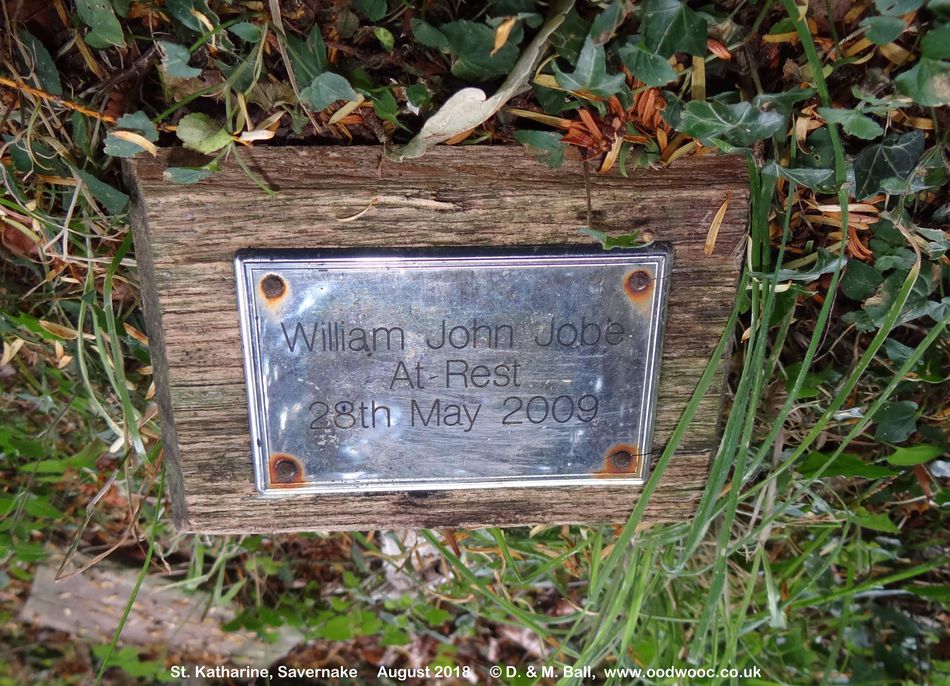 William John Jobe
At Rest
28th May 2009
St. Katharine, Savernake August 2018 © D. & M. Ball, www.oodwooc.co.uk